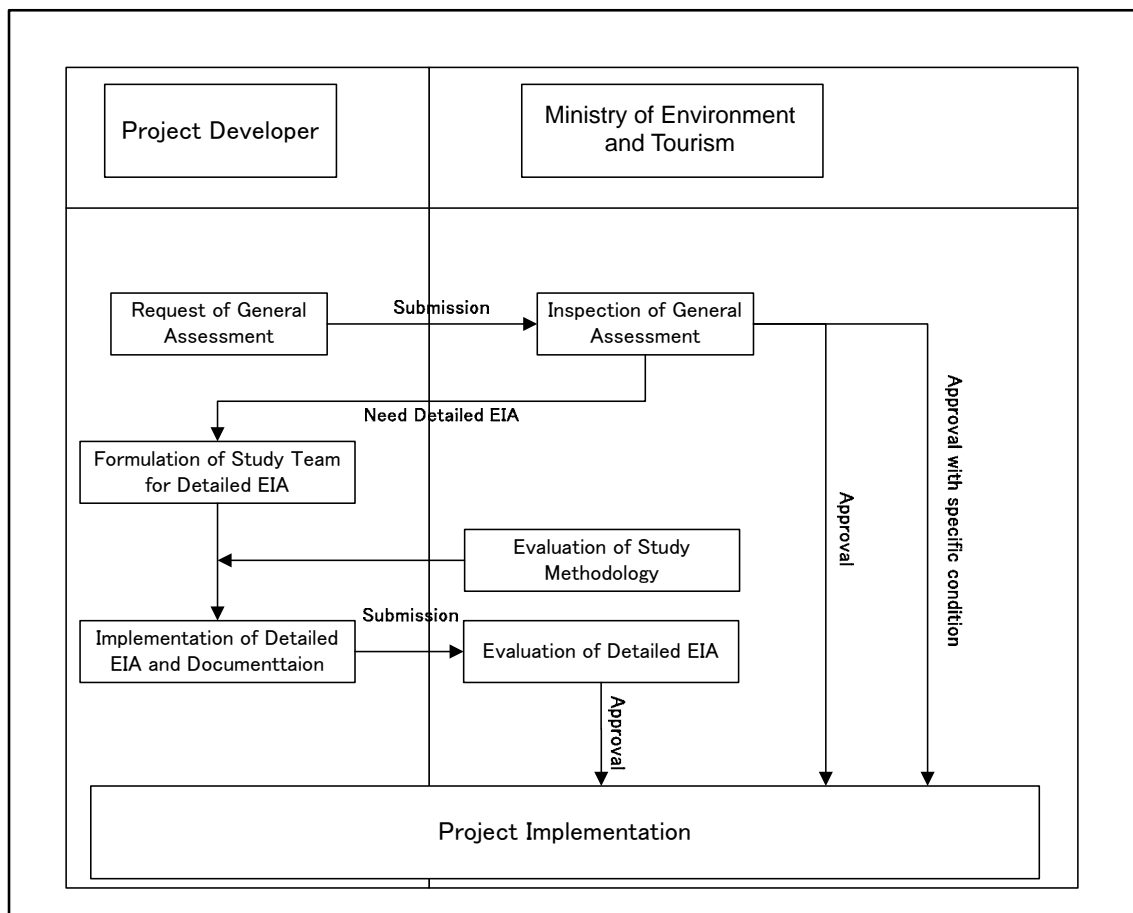 Project Developer
Ministry of Environment
and Tourism
Request of General
Assessment
Submission
Inspection of General
Assessment
Need Detailed EIA
Formulation of Study Team
for Detailed EIA
Evaluation of Study
Methodology
Approval
Approval with specific condition
Implementation of Detailed
EIA and Documenttaion
Submission
Evaluation of Detailed EIA
Approval
Project Implementation